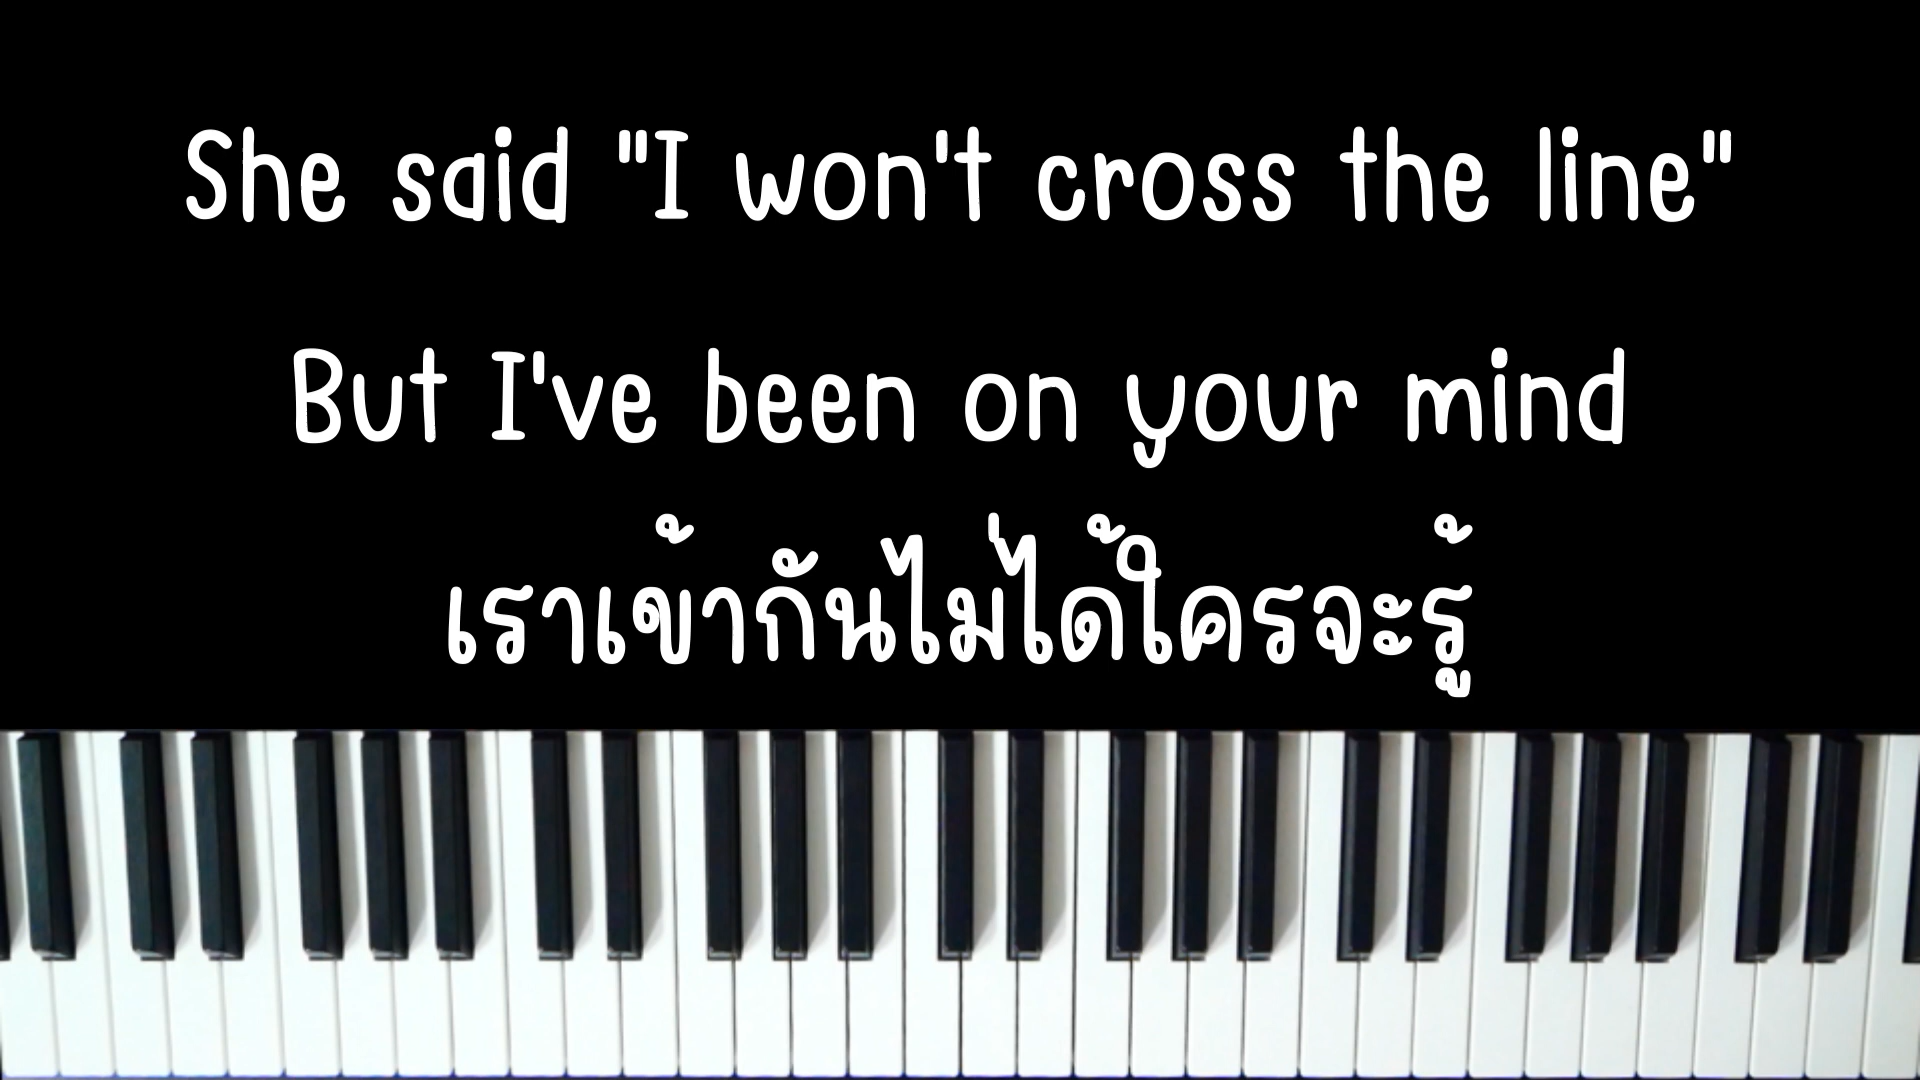 She said "I won't cross the line"
But I've been on your mind
เราเข้ากันไม่ได้ใครจะรู้